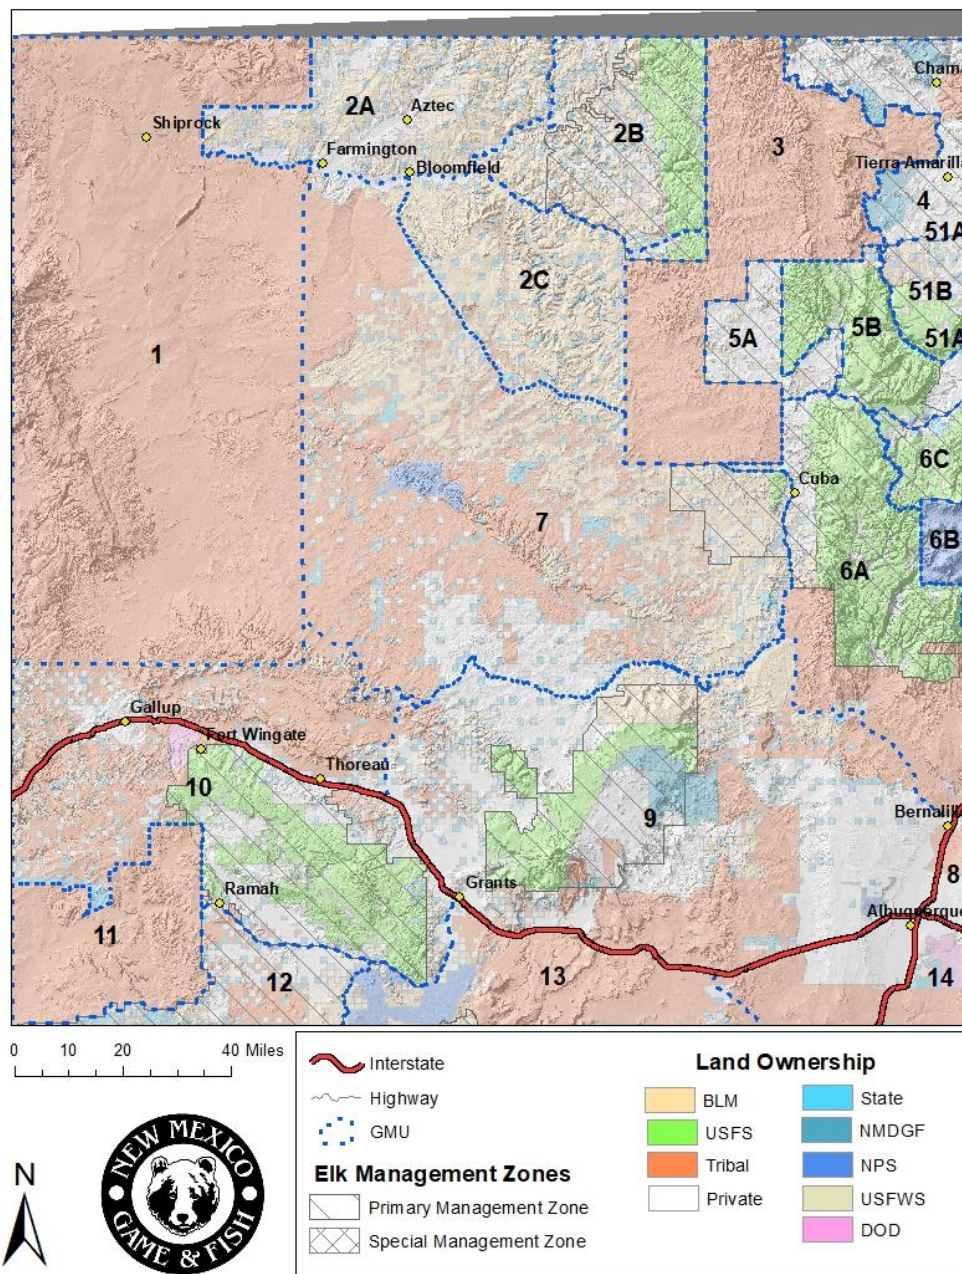 Chama
2A
Aztec
Shiprock
2B
Farmington
3
Bloomfield
Tierra Amarilla
4
51A
2C
51B
5A
5B
51A
1
6C
Cuba
7
6B
6A
Gallup
Fort Wingate
Thoreau
10
9
Bernalill
8
Ramah
Grants
Albuquerque
11
12
13
14
0 10 20 40 Miles
Interstate
Highway
GMU
Elk Management Zones
Primary Management Zone
Special Management Zone
Land Ownership
BLM
USFS
Tribal
Private
State
NMDGF
NPS
USFWS
DOD
N
NEW MEXICO
GAME & FISH